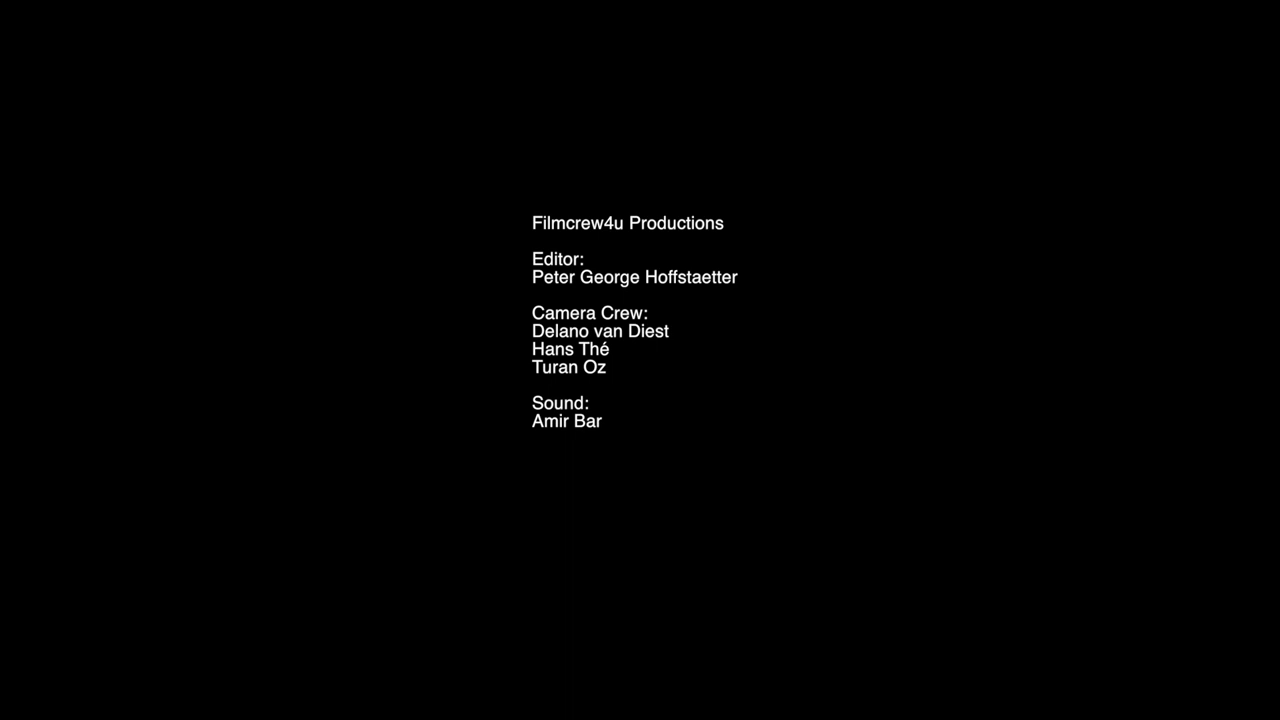 Filmcrew4u Productions
Editor:
Peter George Hoffstaetter
Camera Crew:
Delano van Diest
Hans Thé
Turan Oz
Sound:
Amir Bar